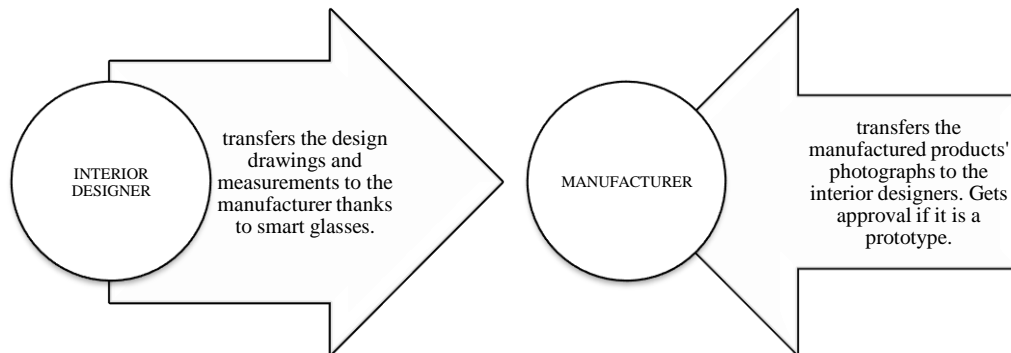 INTERIOR
DESIGNER
transfers the design
drawings and
measurements to the
manufacturer thanks
to smart glasses.
MANUFACTURER
transfers the
manufactured products'
photographs to the
interior designers. Gets
approval if it is a
prototype.